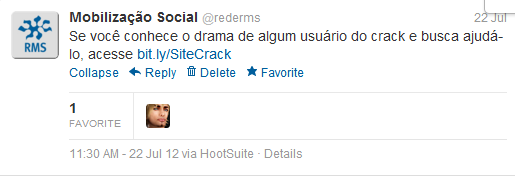 Mobilização Social @rederms 22 Jul
RMS
Se você conhece o drama de algum usuário do crack e busca ajudá-
lo, acesse bit.ly/SiteCrack
Collapse Reply Delete Favorite
1
FAVORITE
11:30 AM - 22 Jul 12 via HootSuite · Details